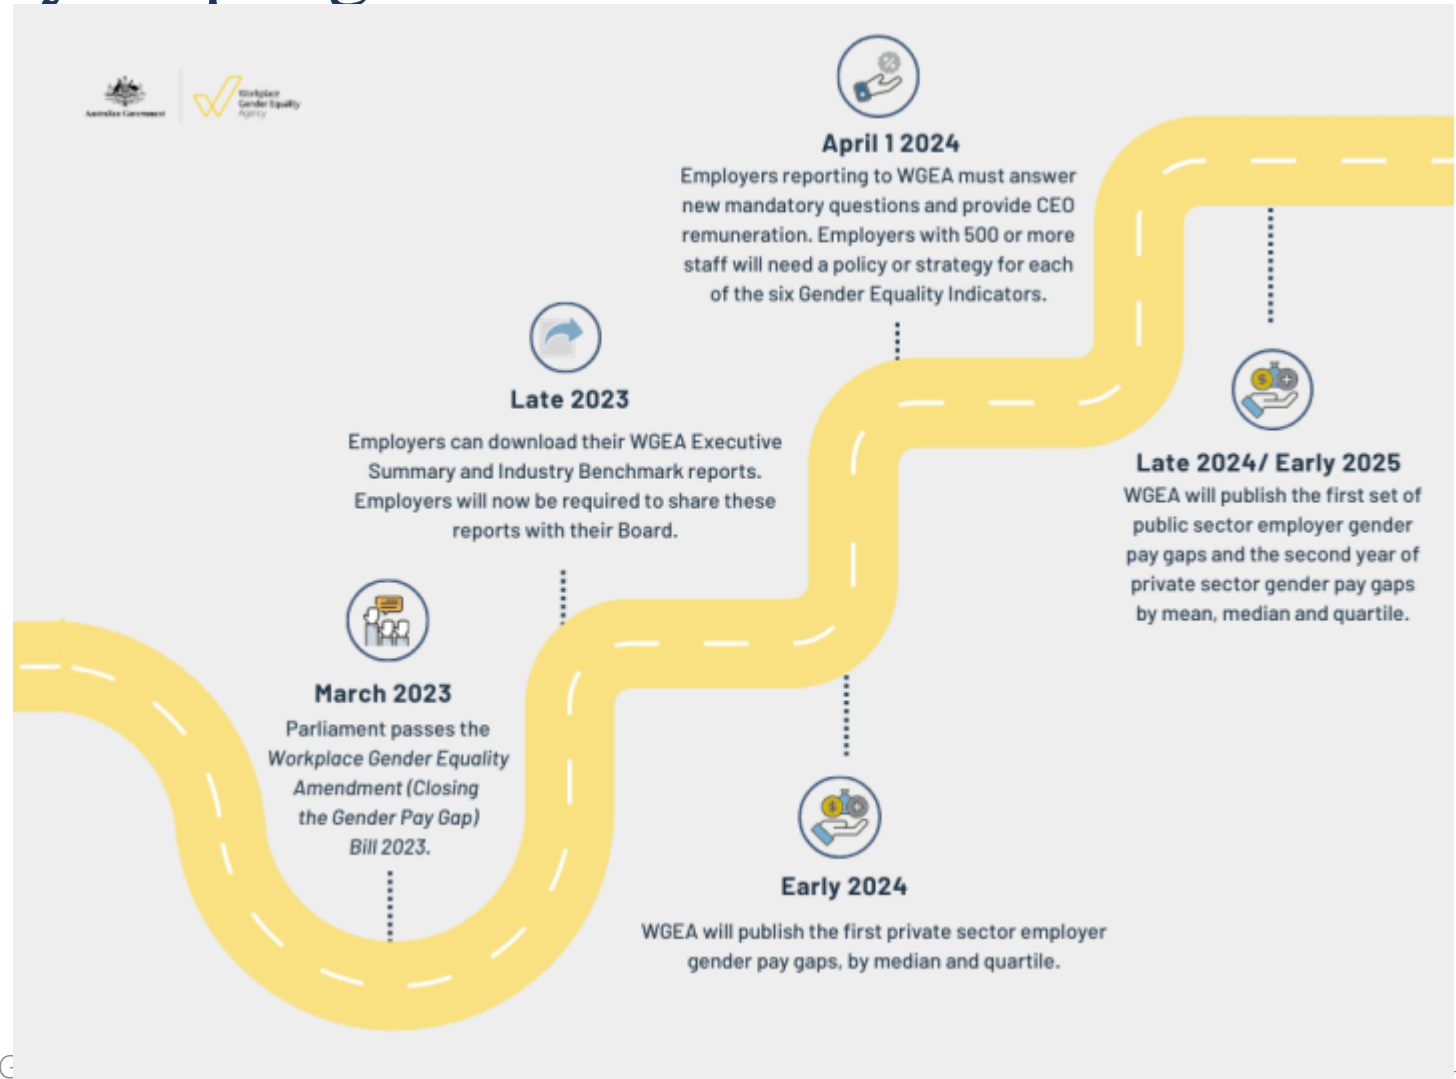 Australian Government
Workplace
Gender Equality
Agency
April 1 2024
Employers reporting to WGEA must answer
new mandatory questions and provide CEO
remuneration. Employers with 500 or more
staff will need a policy or strategy for each
of the six Gender Equality Indicators.
Late 2023
Employers can download their WGEA Executive
Summary and Industry Benchmark reports.
Employers will now be required to share these
reports with their Board.
Late 2024/ Early 2025
WGEA will publish the first set of
public sector employer gender
pay gaps and the second year of
private sector gender pay gaps
by mean, median and quartile.
March 2023
Parliament passes the
Workplace Gender Equality
Amendment (Closing
the Gender Pay Gap)
Bill 2023.
Early 2024
WGEA will publish the first private sector employer
gender pay gaps, by median and quartile.